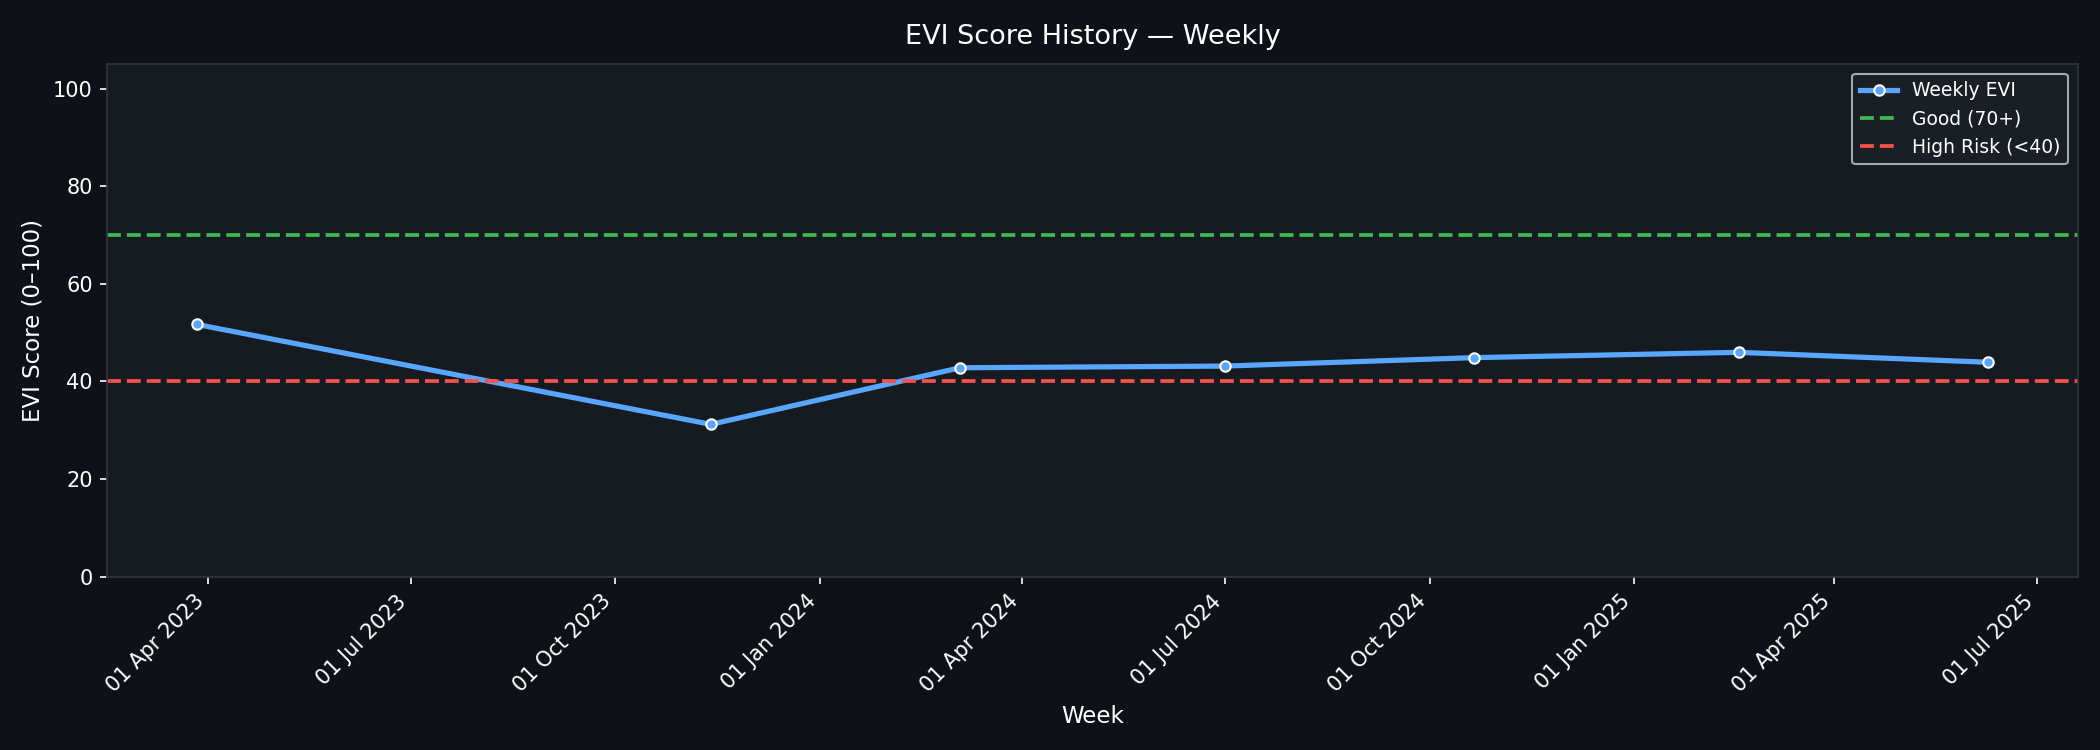 EVI Score History — Weekly
EVI Score (0–100)
100
80
60
40
20
0
Weekly EVI
Good (70+)
High Risk (<40)
01 Apr 2023
01 Jul 2023
01 Oct 2023
01 Jan 2024
01 Apr 2024
01 Jul 2024
01 Oct 2024
01 Jan 2025
01 Apr 2025
01 Jul 2025
Week